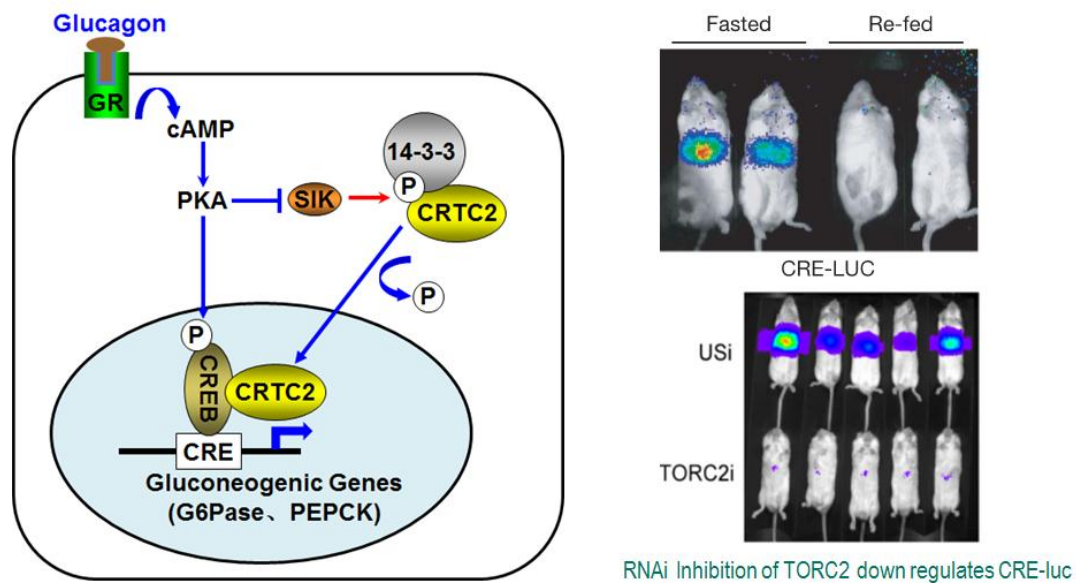 Glucagon
GR
cAMP
PKA
SIK
14-3-3
P
CRTC2
P
P
CREB
CRTC2
CRE
Gluconeogenic Genes
(G6Pase、PEPCK)
Fasted
Re-fed
CRE-LUC
USi
TORC2i
RNAi Inhibition of TORC2 down regulates CRE-luc